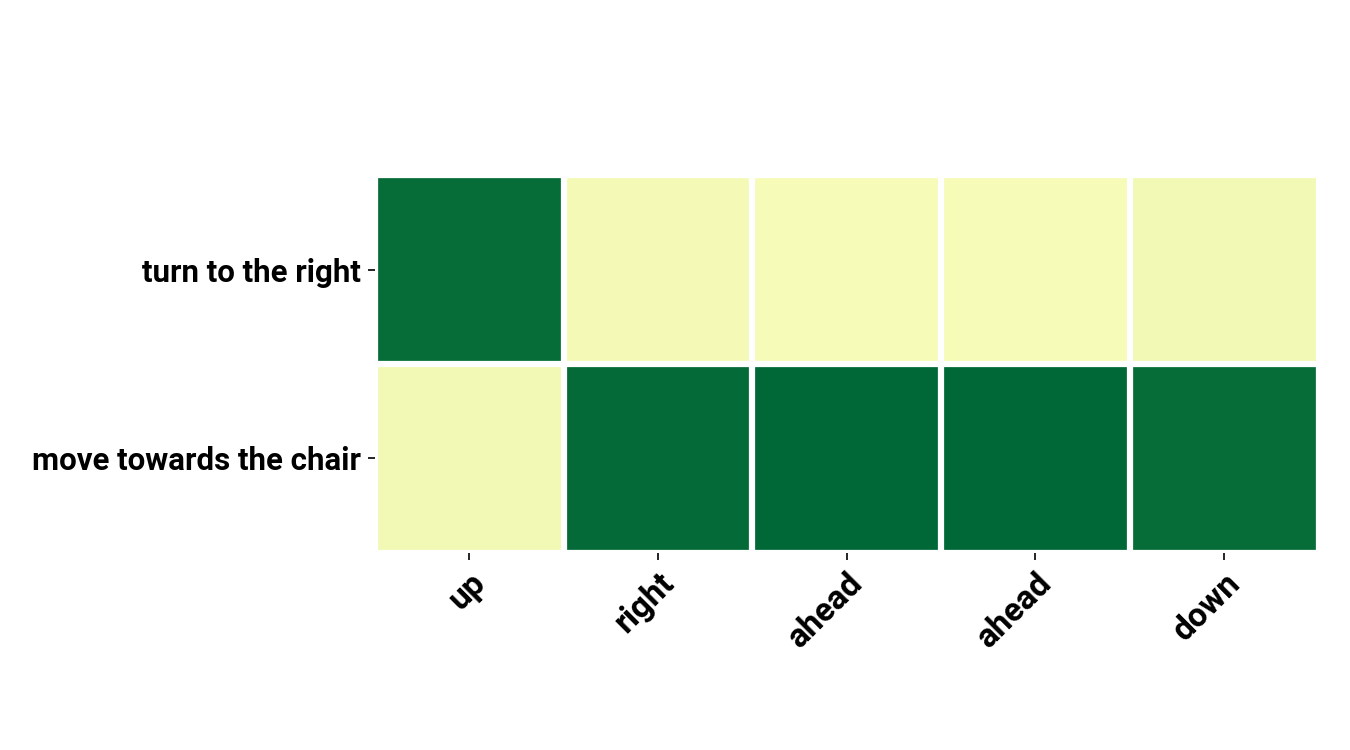 turn to the right
move towards the chair
up
right
ahead
ahead
down